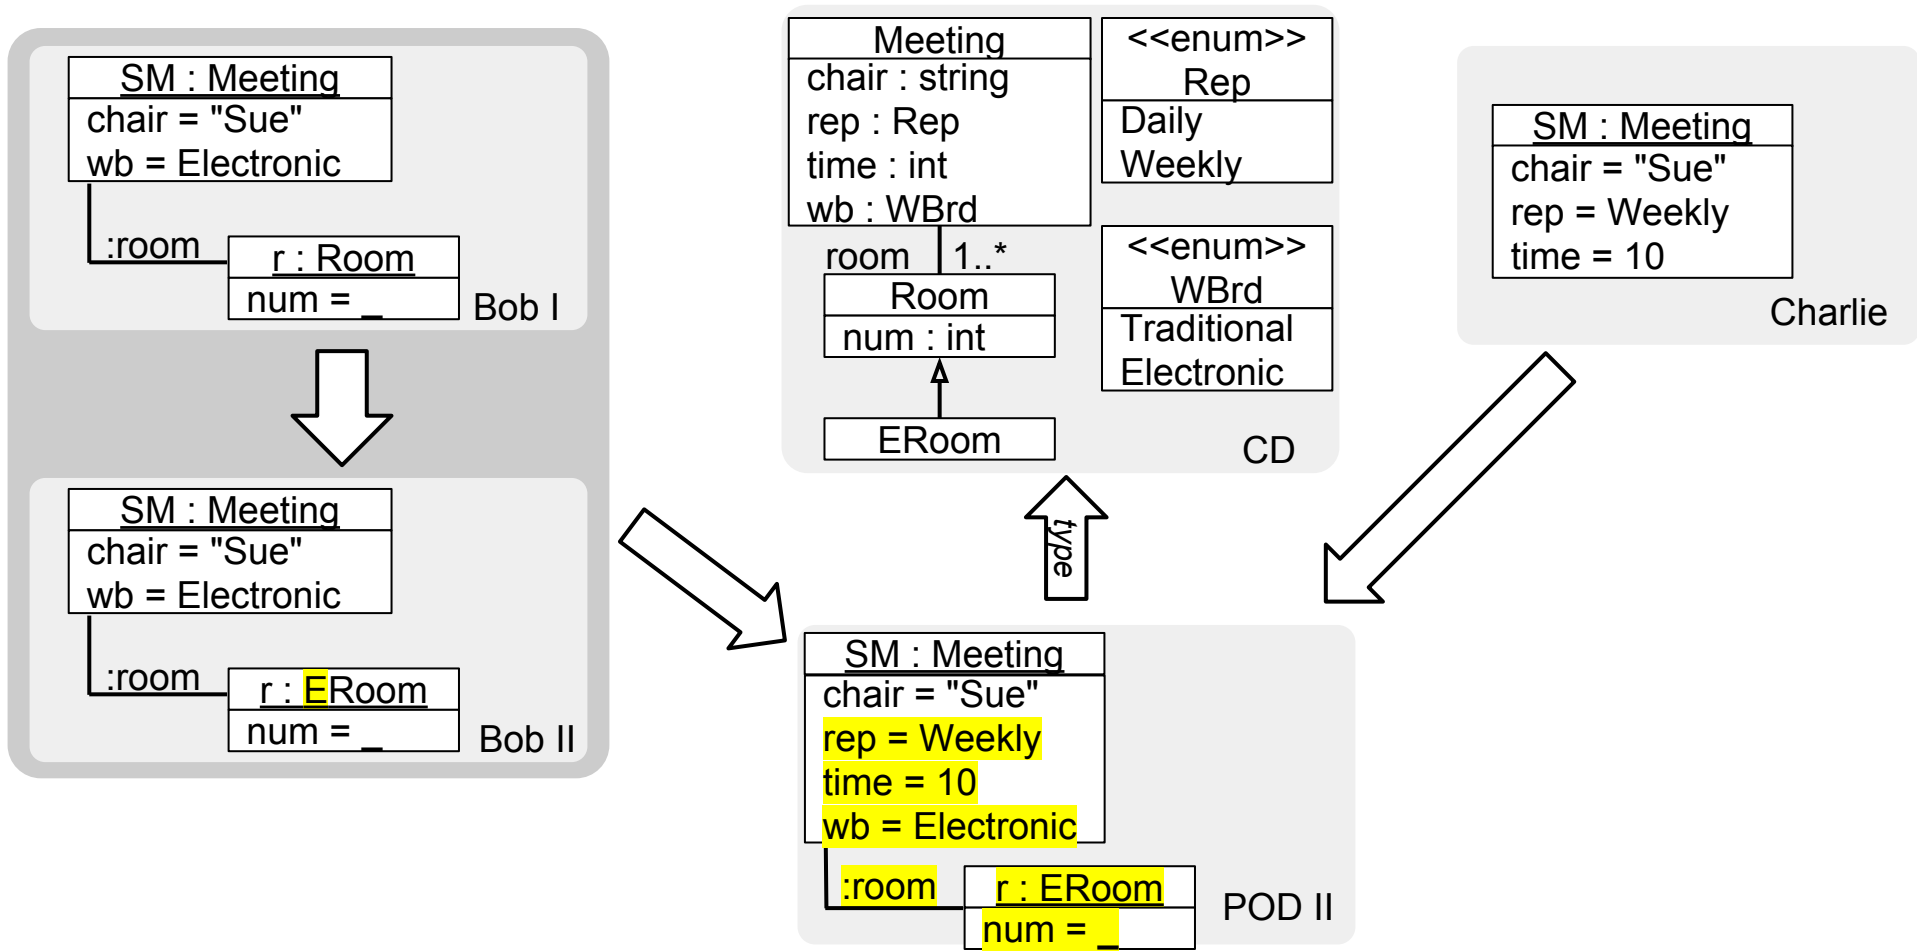 SM : Meeting
chair = "Sue"
wb = Electronic
:room
r : Room
num = _
Bob I
SM : Meeting
chair = "Sue"
wb = Electronic
:room
r : ERoom
num = _
Bob II
Meeting
chair : string
rep : Rep
time : int
wb : WBrd
room 1..*
Room
num : int
ERoom
<<enum>>
Rep
Daily
Weekly
<<enum>>
WBrd
Traditional
Electronic
CD
type
SM : Meeting
chair = "Sue"
rep = Weekly
time = 10
wb = Electronic
:room
r : ERoom
num = _
POD II
SM : Meeting
chair = "Sue"
rep = Weekly
time = 10
Charlie